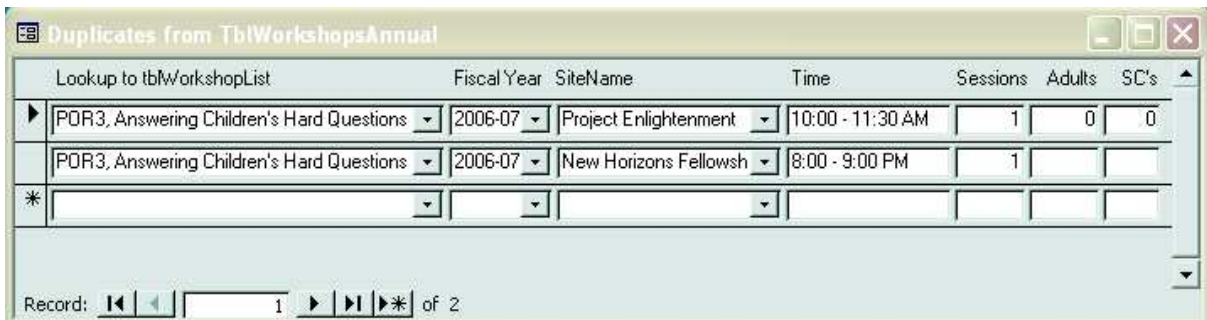 Duplicates from TblWorkshopsAnnual
Lookup to tblWorkshopList Fiscal Year SiteName Time Sessions Adults SC's
POR3, Answering Children's Hard Questions 2006-07 Project Enlightenment 10:00 - 11:30 AM 1 0 0
POR3, Answering Children's Hard Questions 2006-07 New Horizons Fellowsh 8:00 - 9:00 PM 1
Record: 1 of 2